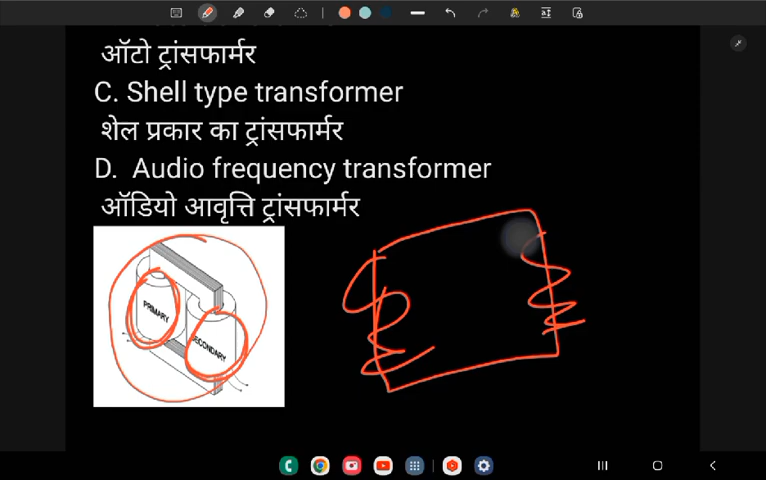 ऑटो ट्रांसफार्मर
C. Shell type transformer
शेल प्रकार का ट्रांसफार्मर
D. Audio frequency transformer
ऑडियो आवृत्ति ट्रांसफार्मर
PRIMARY
SECONDARY